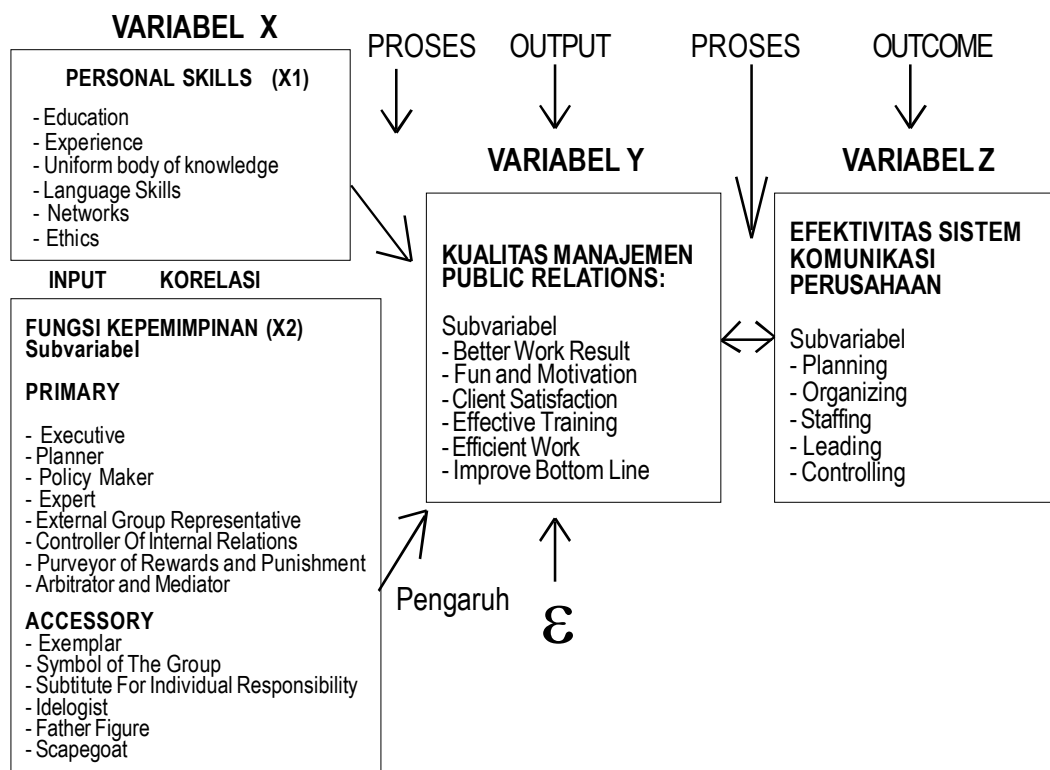 VARIABEL X
PERSONAL SKILLS (X1)
- Education
- Experience
- Uniform body of knowledge
- Language Skills
- Networks
- Ethics
INPUT KORELASI
FUNGSI KEPEMIMPINAN (X2)
Subvariabel
PRIMARY
- Executive
- Planner
- Policy Maker
- Expert
- External Group Representative
- Controller Of Internal Relations
- Purveyor of Rewards and Punishment
- Arbitrator and Mediator
ACCESSORY
- Exemplar
- Symbol of The Group
- Subtitute For Individual Responsibility
- Idelogist
- Father Figure
- Scapegoat
PROSES OUTPUT PROSES OUTCOME
VARIABEL Y
KUALITAS MANAJEMEN
PUBLIC RELATIONS:
Subvariabel
- Better Work Result
- Fun and Motivation
- Client Satisfaction
- Effective Training
- Efficient Work
- Improve Bottom Line
Pengaruh
ε
VARIABEL Z
EFEKTIVITAS SISTEM
KOMUNIKASI
PERUSAHAAN
Subvariabel
- Planning
- Organizing
- Staffing
- Leading
- Controlling